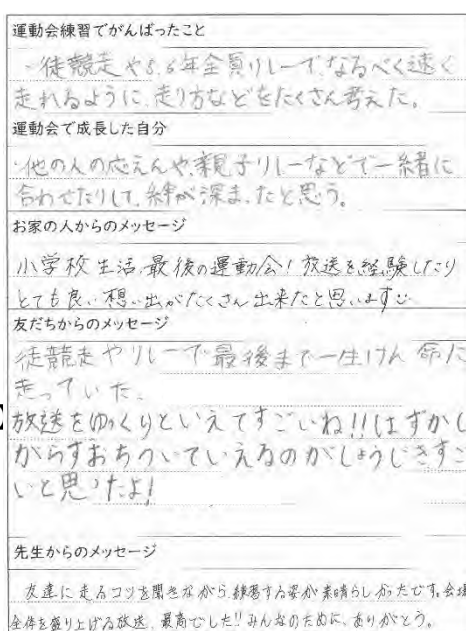 運動会練習でがんばったこと
・徒競走や5.6年全員リレーで、なるべく速く
走れるように、走り方などをたくさん考えた。
運動会で成長した自分
・他の人の応えんや、親子リレーなどで一緒に
合わせたりして、絆が深まったと思う。
お家の人からのメッセージ
小学校生活最後の運動会!放送を経験したり
とても良い想い出がたくさん出来たと思います
友だちからのメッセージ
徒競走やリレーで最後まで一生けん命に
走っていた。
放送をゆっくりといえてすごいね!!はずかし
からずおちついていえるのがしょうじきすご
いと思ったよ!
先生からのメッセージ
友達に走るコツを聞きながら練習する姿が素晴らしかったです。会場
全体を盛り上げる放送、最高でした!!みんなのために、ありがとう。